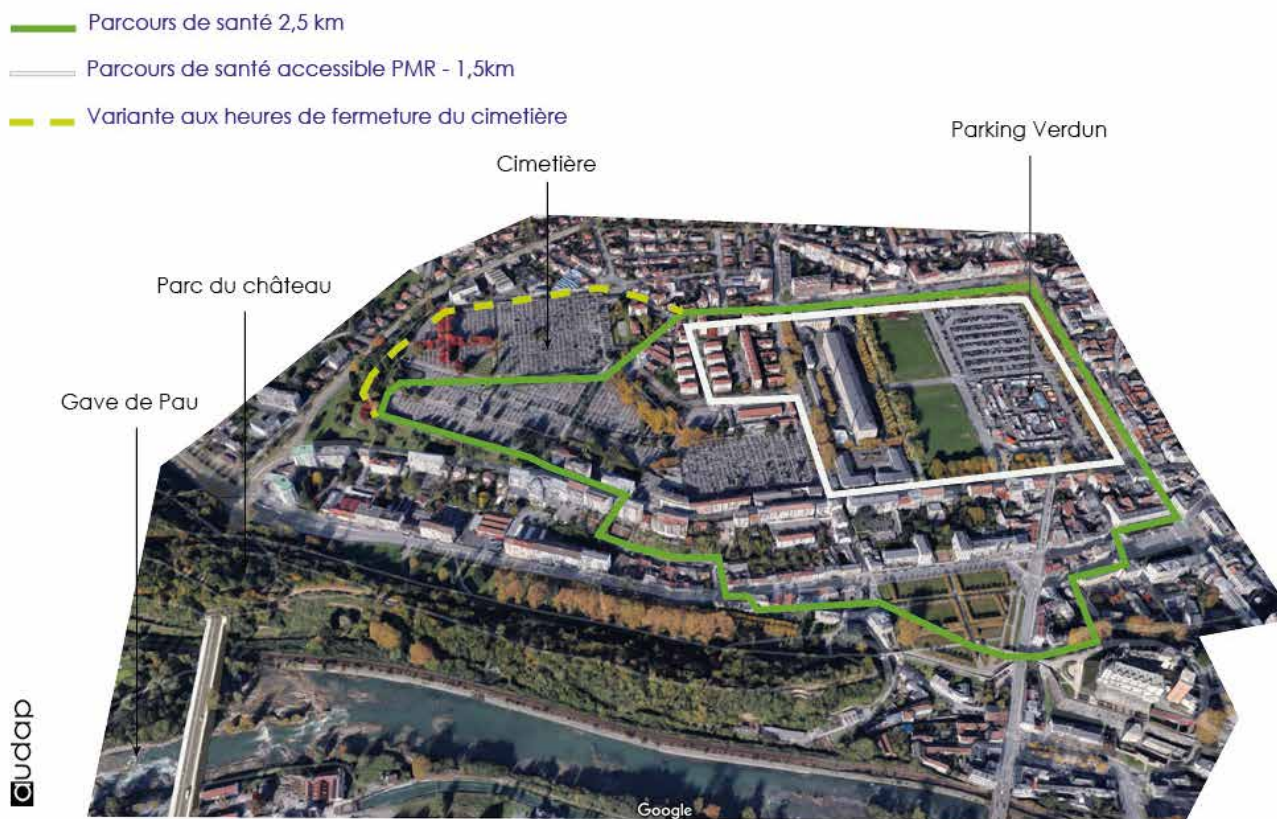 Parcours de santé 2,5 km
Parcours de santé accessible PMR - 1,5km
Variante aux heures de fermeture du cimetière
Parking Verdun
Cimetière
Parc du château
Gave de Pau
audap
Google